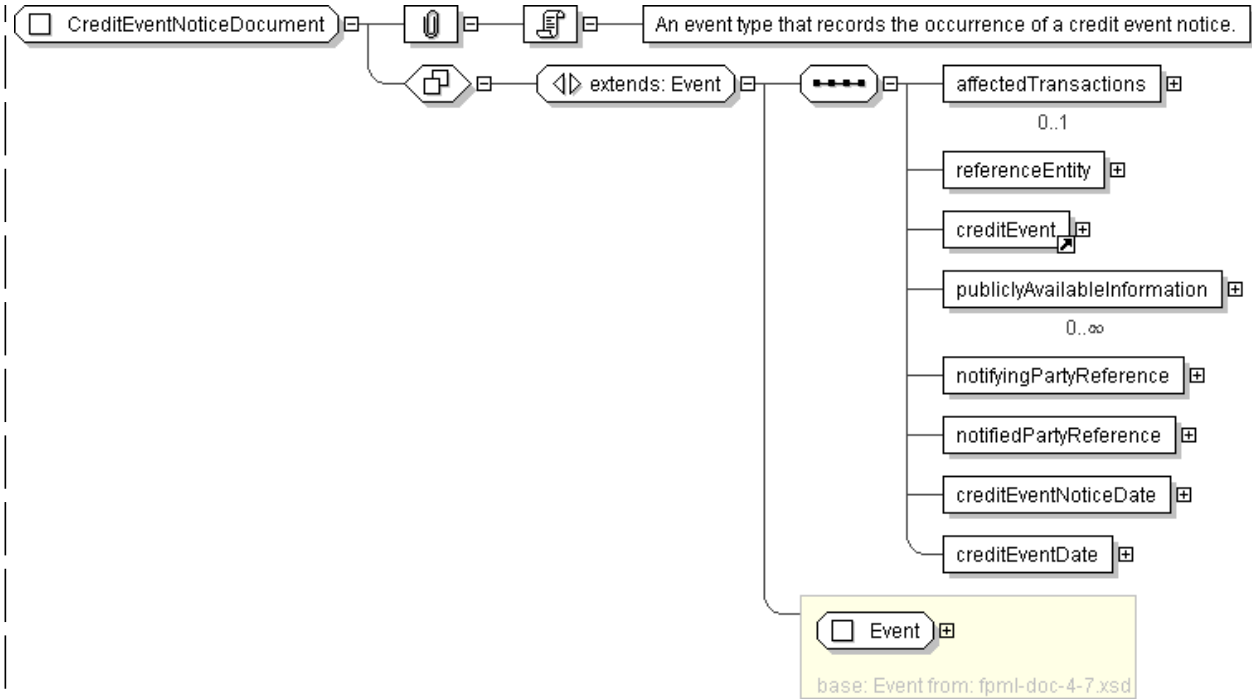 CreditEventNoticeDocument
An event type that records the occurrence of a credit event notice.
extends: Event
affectedTransactions
0..1
referenceEntity
creditEvent
publiclyAvailableInformation
0..∞
notifyingPartyReference
notifiedPartyReference
creditEventNoticeDate
creditEventDate
Event
base: Event from: fpml-doc-4-7.xsd